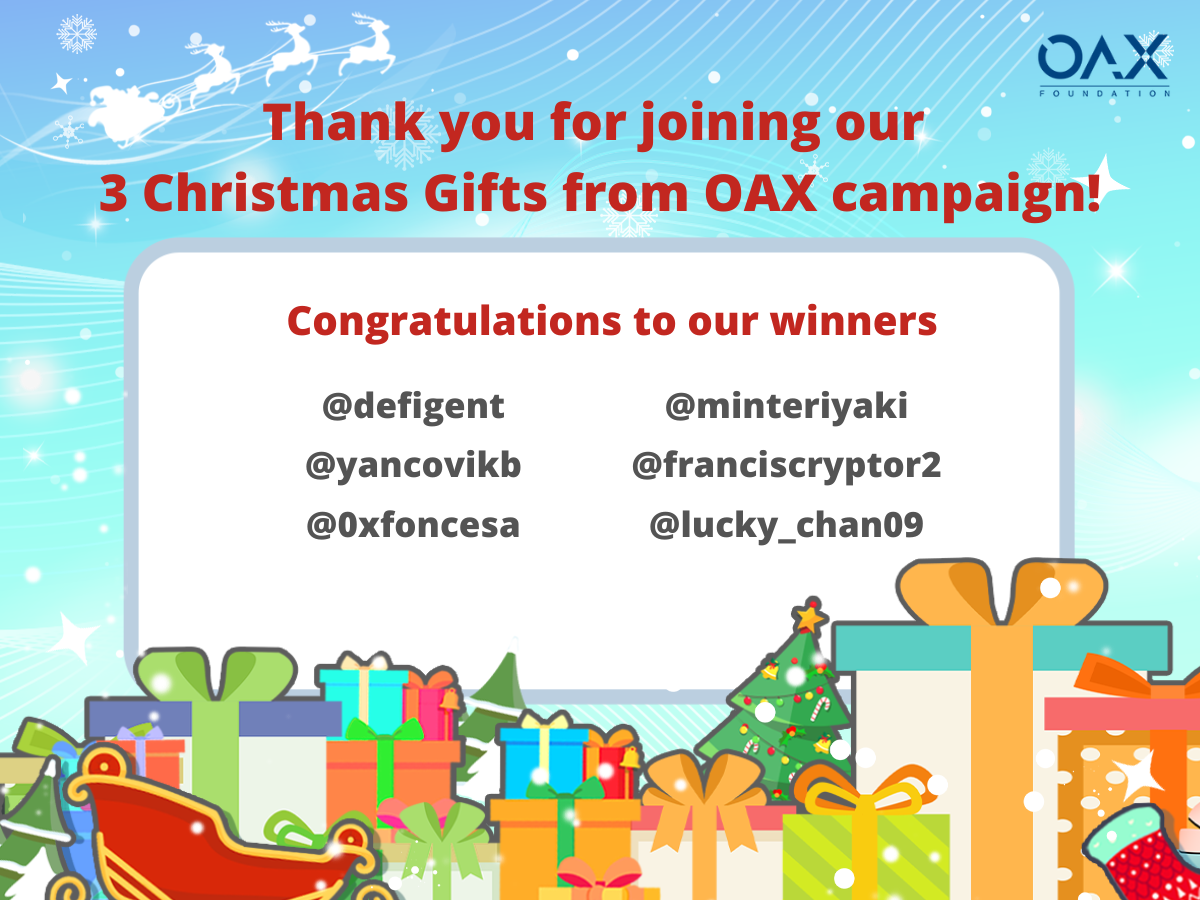 OAX
FOUNDATION
Thank you for joining our
3 Christmas Gifts from OAX campaign!
Congratulations to our winners
@defigent
@minteriyaki
@yancovikb
@franciscryptor2
@0xfoncesa
@lucky_chan09